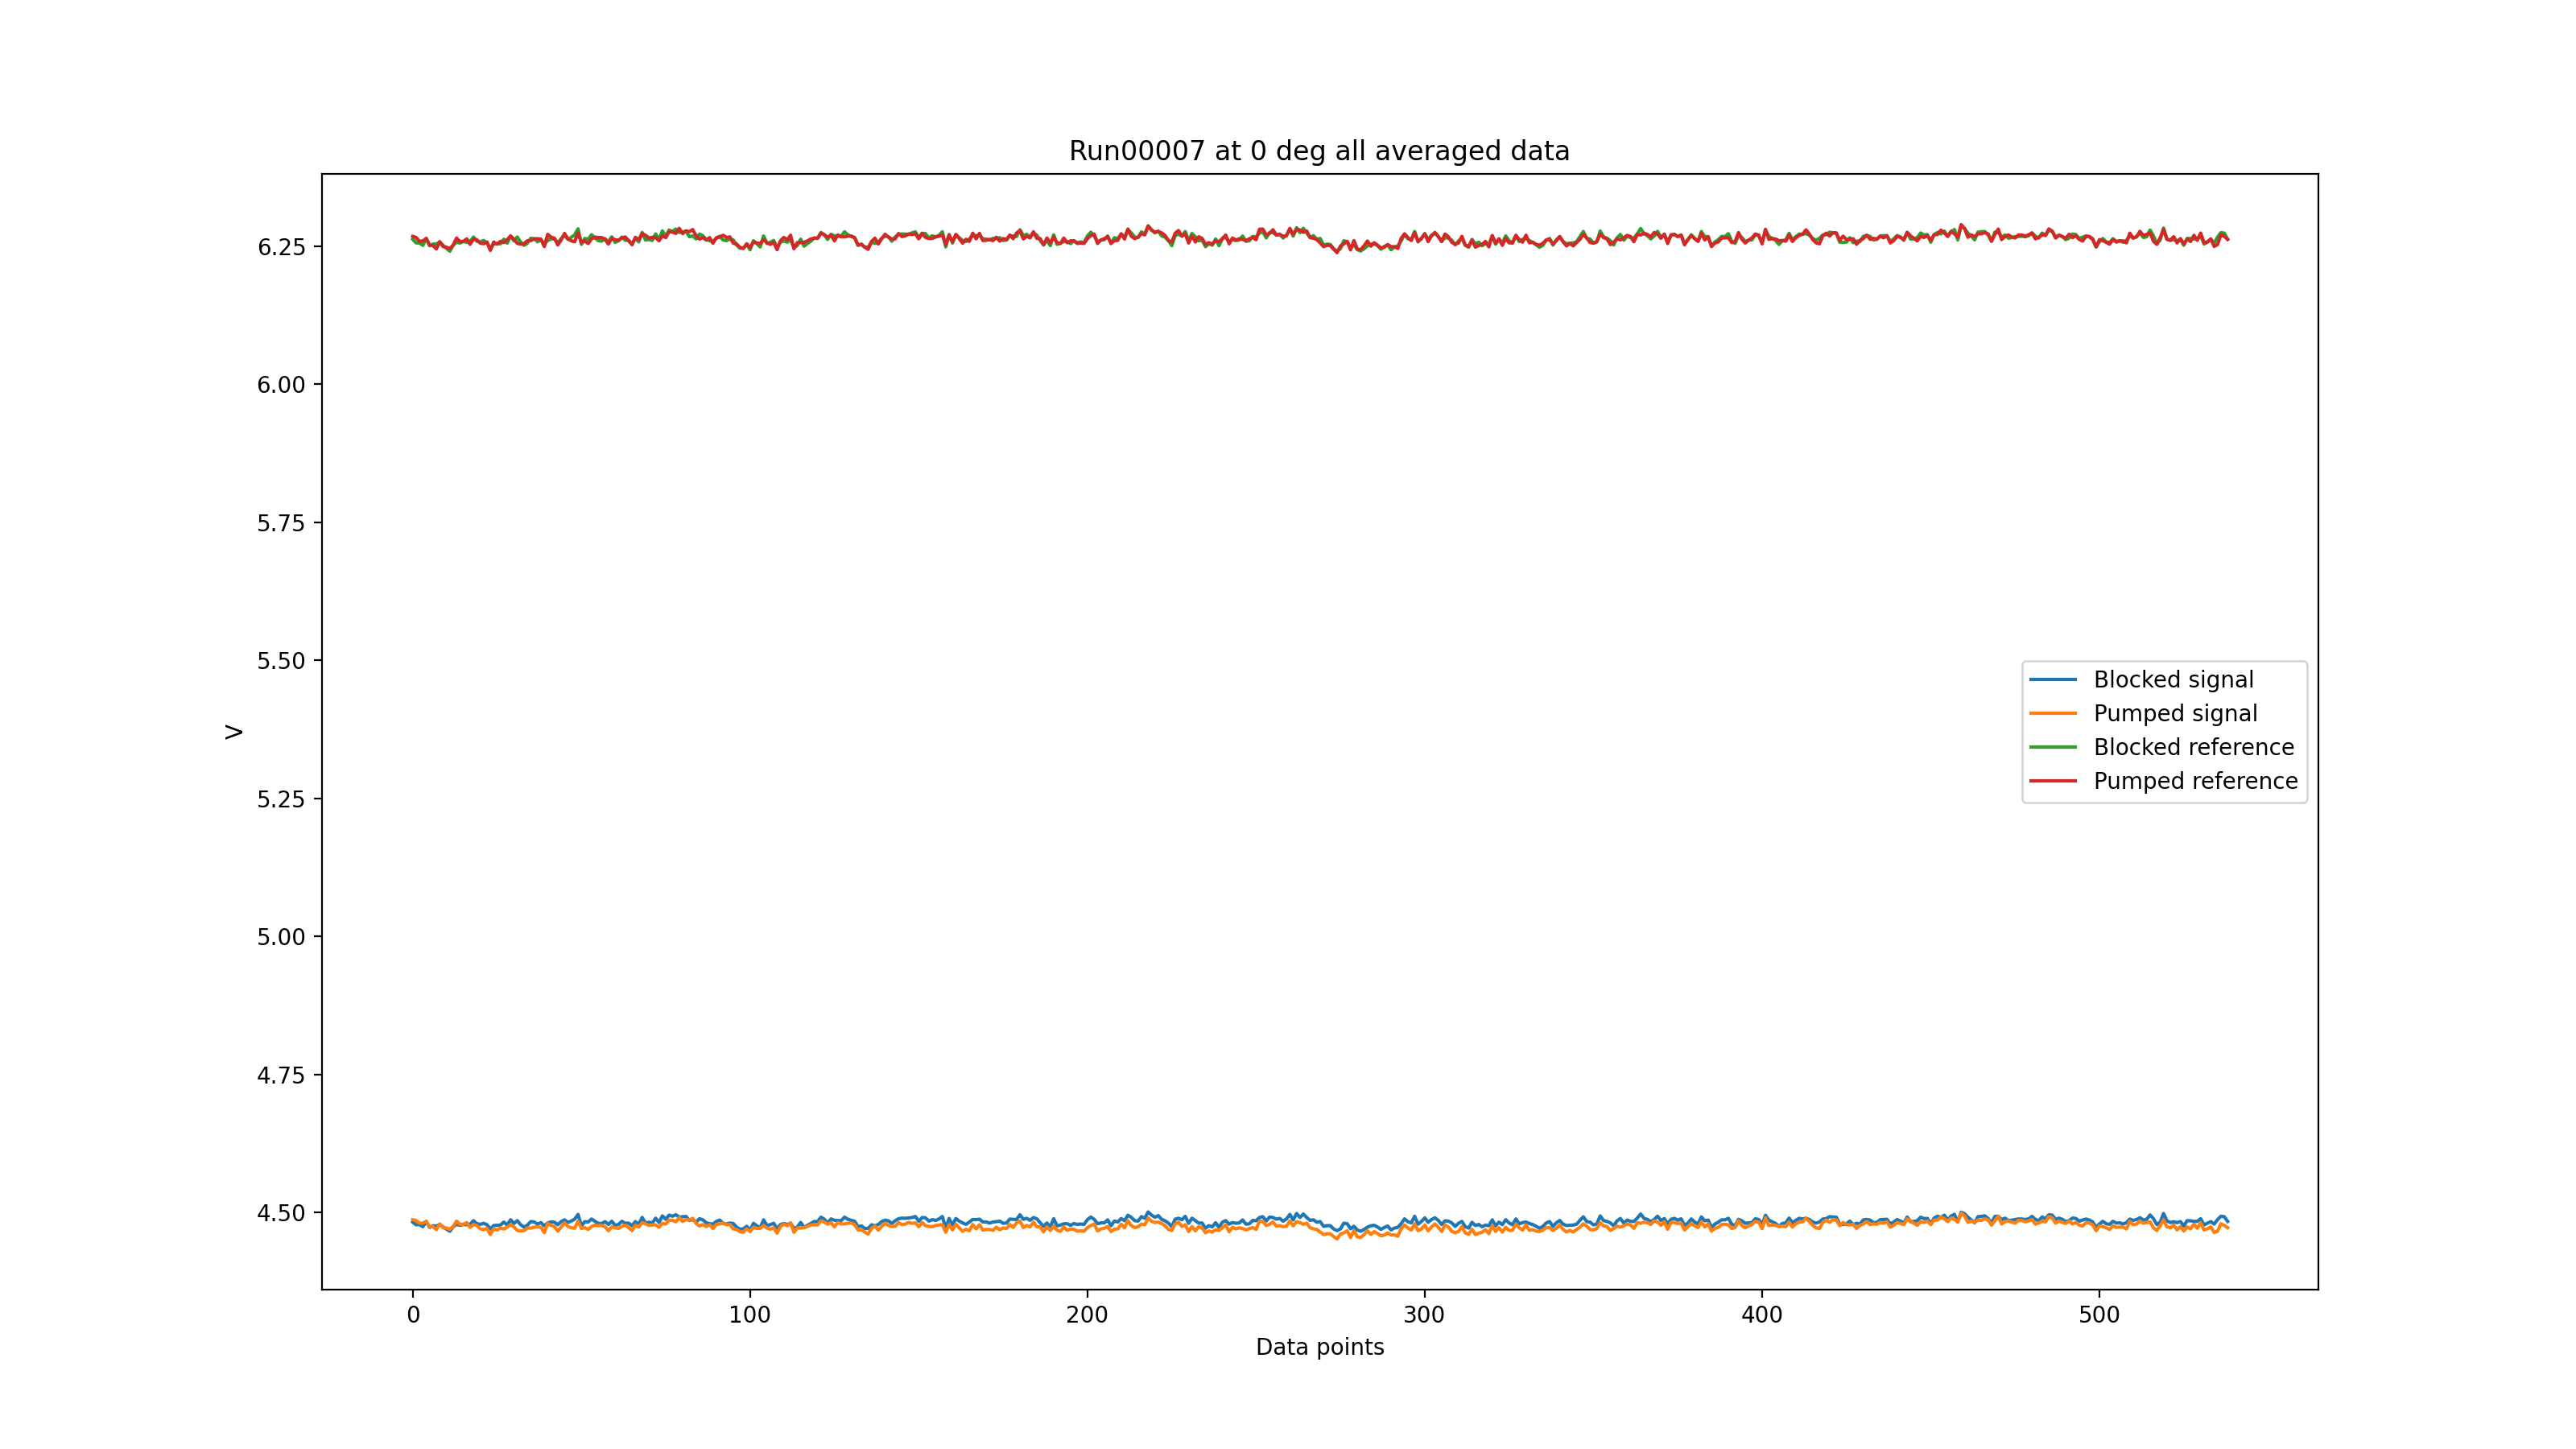 Run00007 at 0 deg all averaged data
6.25
6.00
5.75
5.50
5.25
5.00
4.75
4.50
V
Blocked signal
Pumped signal
Blocked reference
Pumped reference
0 100 200 300 400 500
Data points